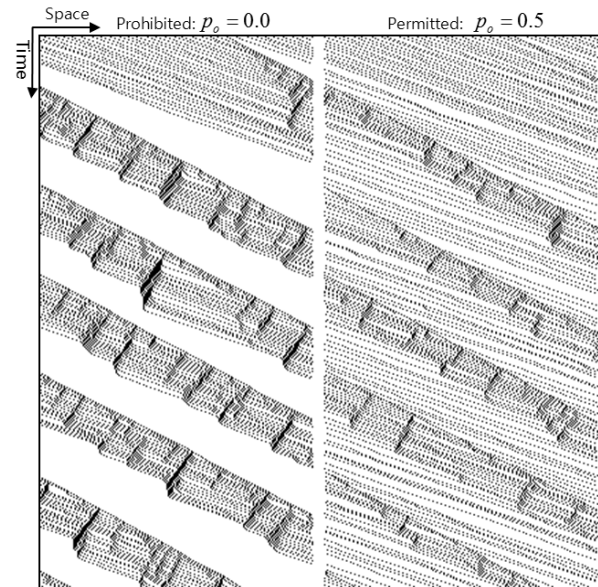 Space
Prohibited: p_o = 0.0
Permitted: p_o = 0.5
Time